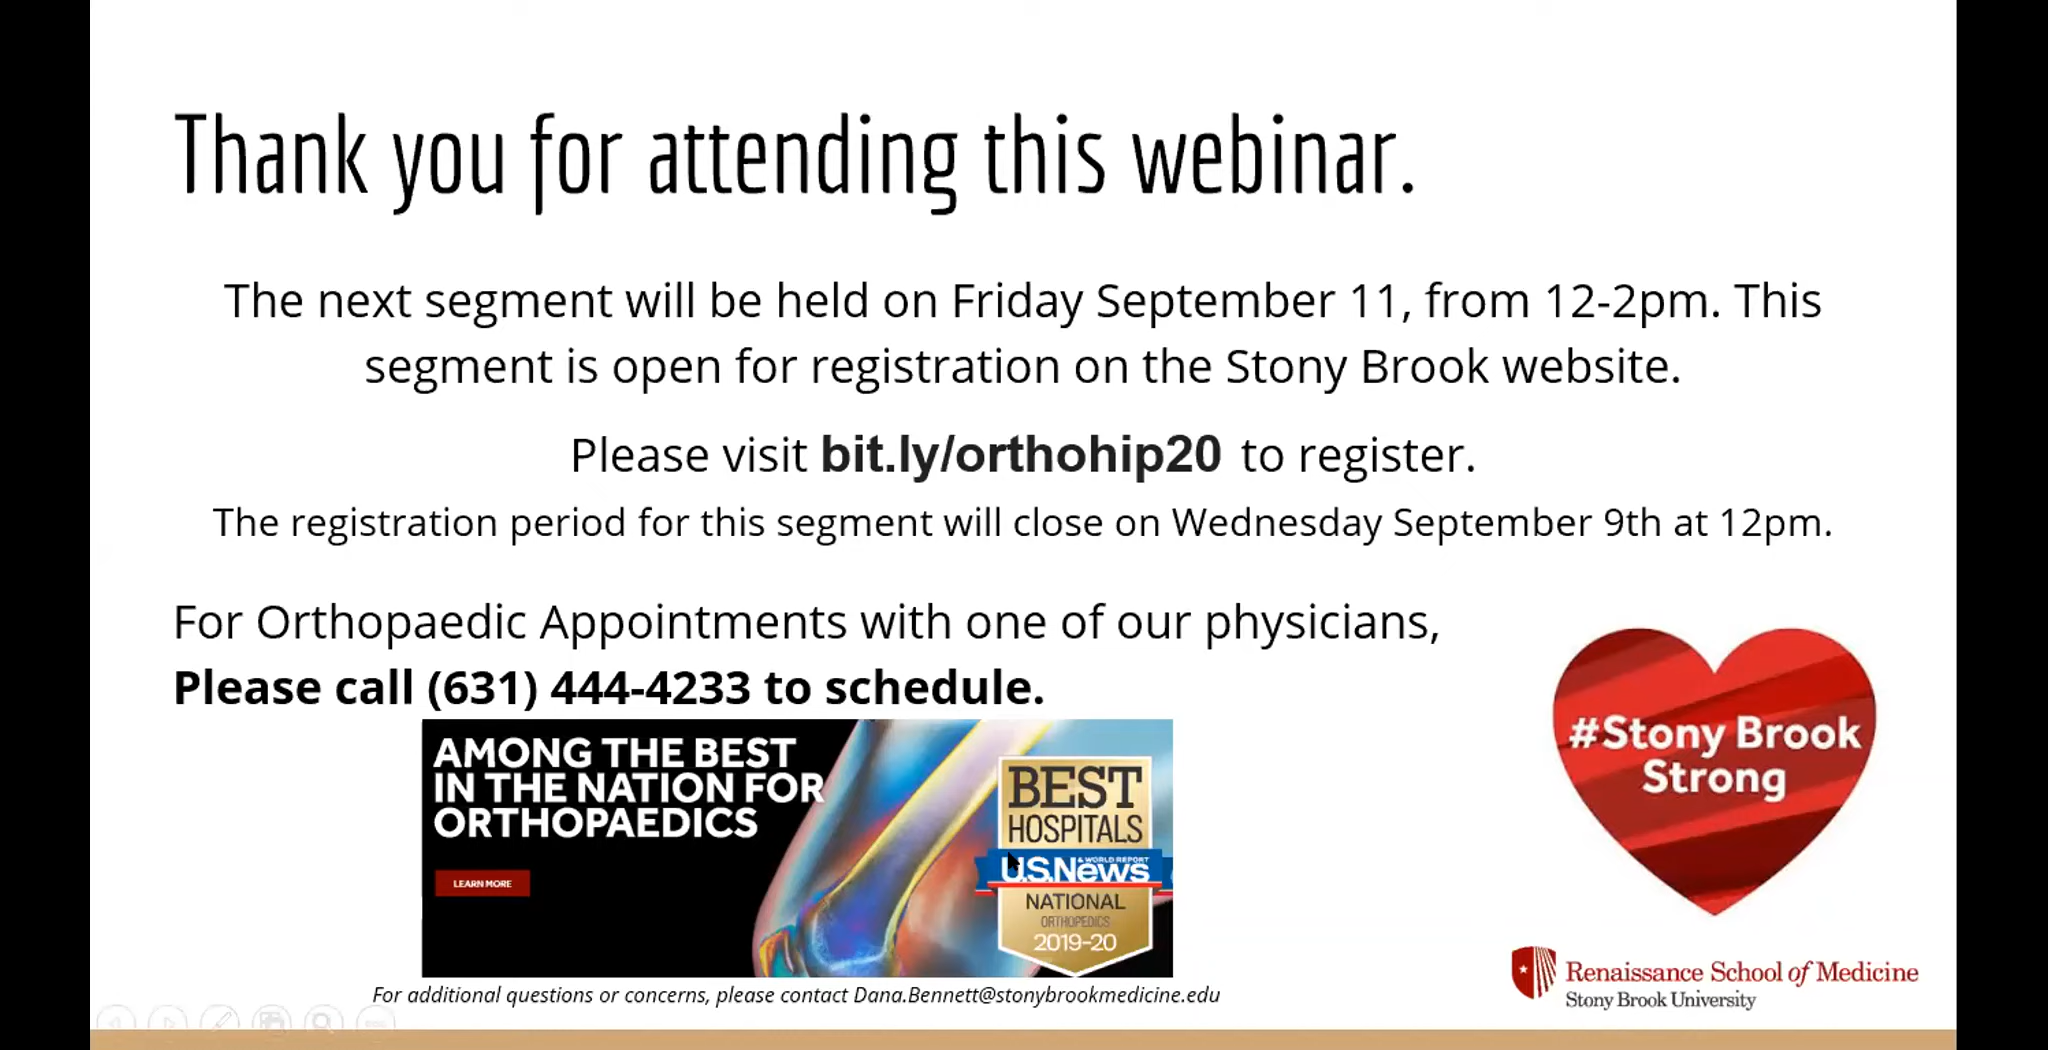 Thank you for attending this webinar.
The next segment will be held on Friday September 11, from 12-2pm. This
segment is open for registration on the Stony Brook website.
Please visit bit.ly/orthohip20 to register.
The registration period for this segment will close on Wednesday September 9th at 12pm.
For Orthopaedic Appointments with one of our physicians,
Please call (631) 444-4233 to schedule.
AMONG THE BEST
IN THE NATION FOR
ORTHOPAEDICS
LEARN MORE
BEST
HOSPITALS
U.S.News & WORLD REPORT
NATIONAL
ORTHOPEDICS
2019-20
#Stony Brook
Strong
Renaissance School of Medicine
Stony Brook University
For additional questions or concerns, please contact Dana.Bennett@stonybrookmedicine.edu